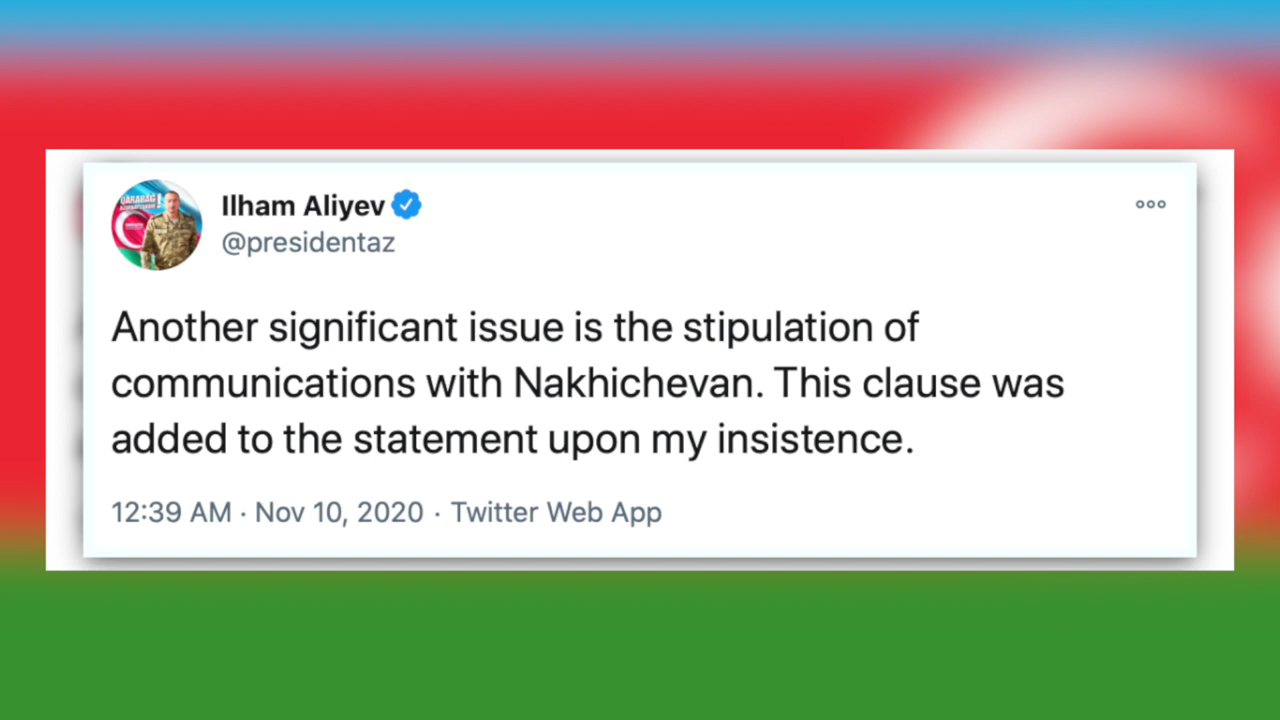 Ilham Aliyev
@presidentaz
Another significant issue is the stipulation of
communications with Nakhichevan. This clause was
added to the statement upon my insistence.
12:39 AM · Nov 10, 2020 · Twitter Web App